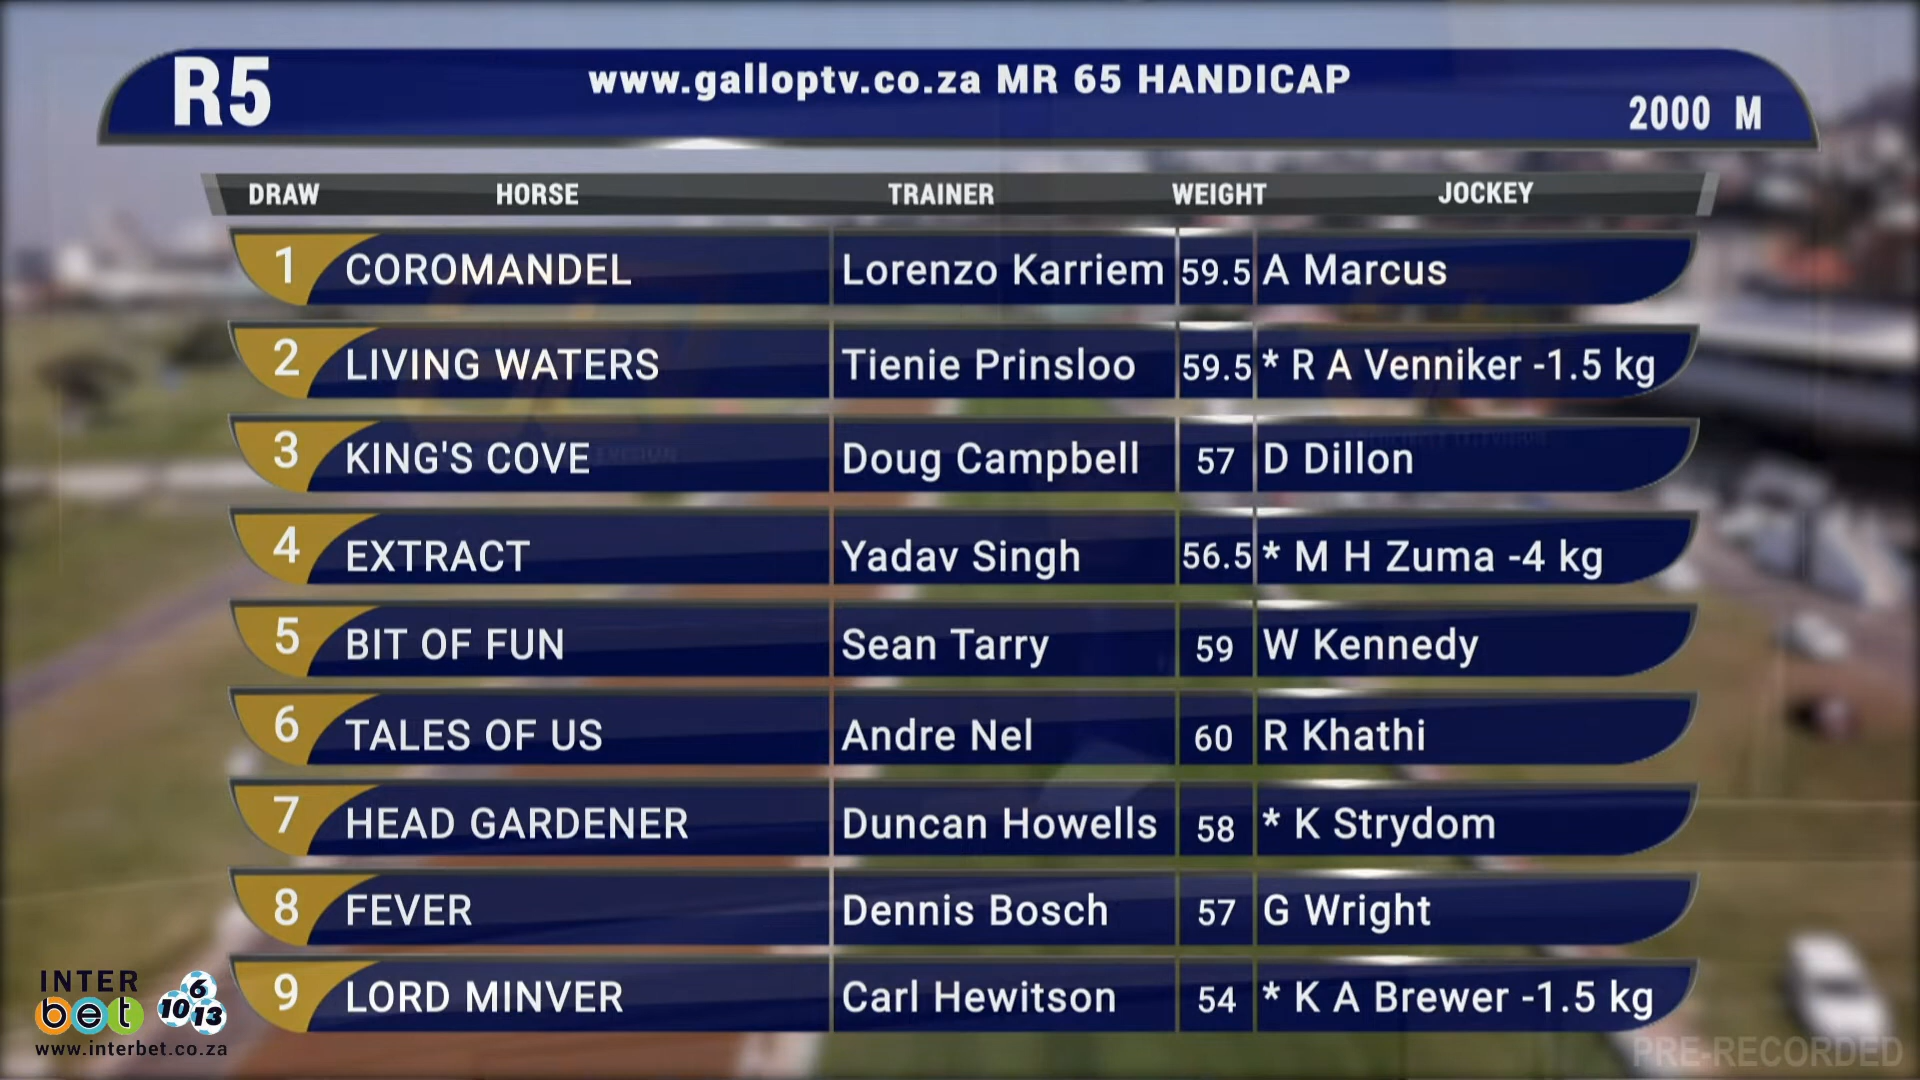 R5
www.galloptv.co.za MR 65 HANDICAP
2000 M
DRAW HORSE TRAINER WEIGHT JOCKEY
1 COROMANDEL Lorenzo Karriem 59.5 A Marcus
2 LIVING WATERS Tienie Prinsloo 59.5 * R A Venniker -1.5 kg
3 KING'S COVE Doug Campbell 57 D Dillon
4 EXTRACT Yadav Singh 56.5 * M H Zuma -4 kg
5 BIT OF FUN Sean Tarry 59 W Kennedy
6 TALES OF US Andre Nel 60 R Khathi
7 HEAD GARDENER Duncan Howells 58 * K Strydom
8 FEVER Dennis Bosch 57 G Wright
9 LORD MINVER Carl Hewitson 54 * K A Brewer -1.5 kg
INTER
bet
6
10 13
www.interbet.co.za
PRE-RECORDED